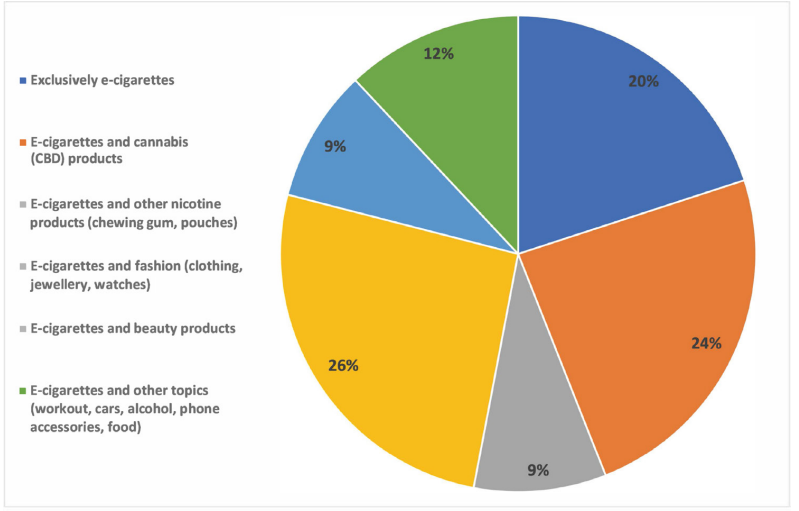 Exclusively e-cigarettes
E-cigarettes and cannabis
(CBD) products
E-cigarettes and other nicotine
products (chewing gum, pouches)
E-cigarettes and fashion (clothing,
jewellery, watches)
E-cigarettes and beauty products
E-cigarettes and other topics
(workout, cars, alcohol, phone
accessories, food)
12%
20%
9%
24%
26%
9%